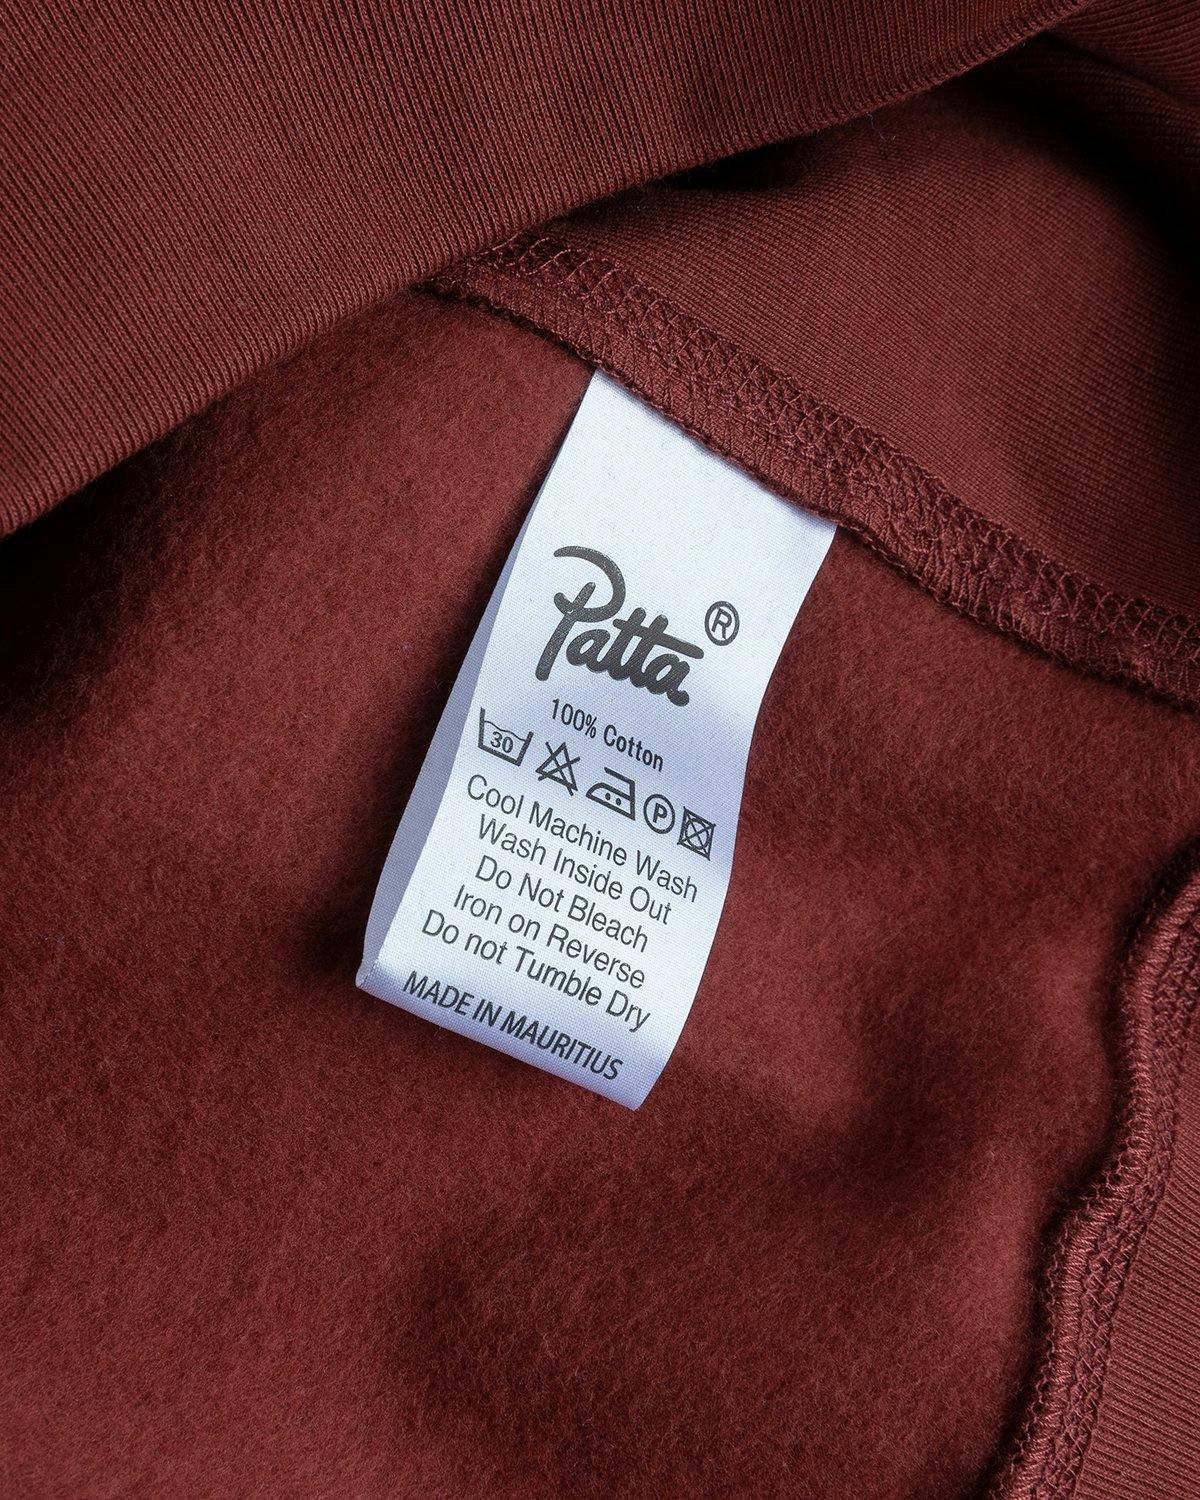 Patta®
100% Cotton
30 P
Cool Machine Wash
Wash Inside Out
Do Not Bleach
Iron on Reverse
Do not Tumble Dry
MADE IN MAURITIUS